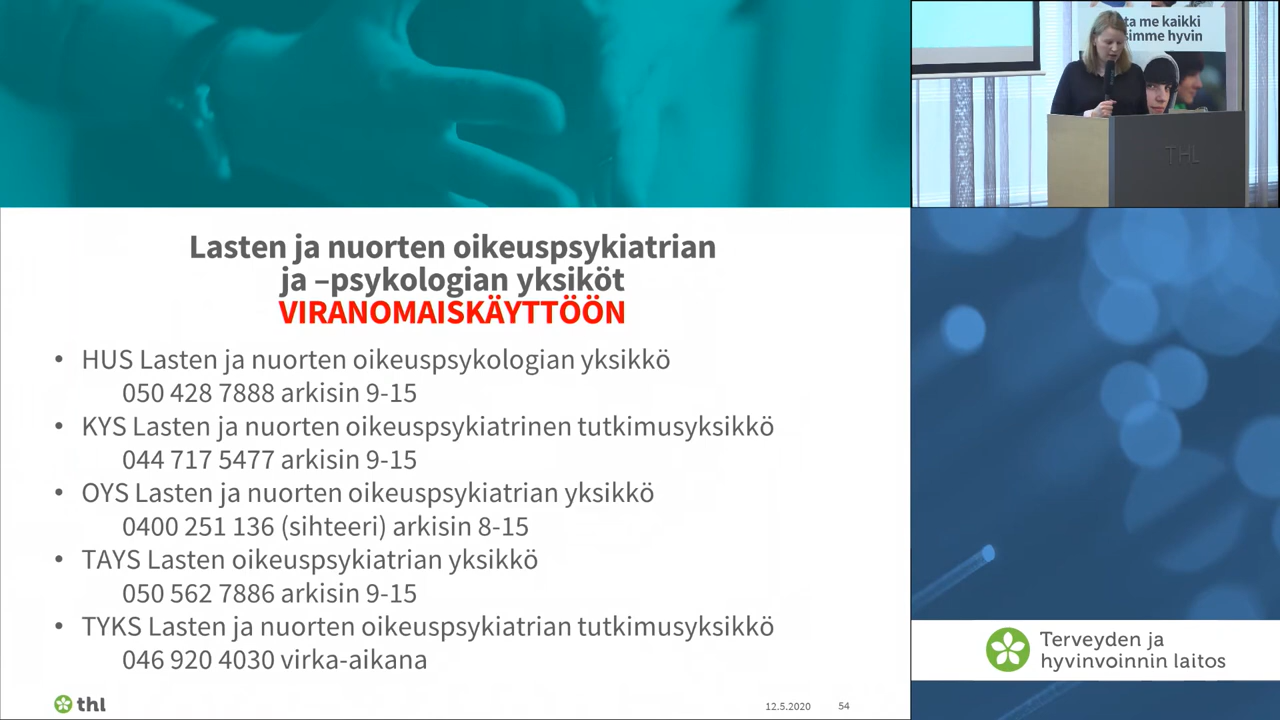 Lasten ja nuorten oikeuspsykiatrian
ja –psykologian yksiköt
VIRANOMAISKÄYTTÖÖN
• HUS Lasten ja nuorten oikeuspsykologian yksikkö
050 428 7888 arkisin 9-15
• KYS Lasten ja nuorten oikeuspsykiatrinen tutkimusyksikkö
044 717 5477 arkisin 9-15
• OYS Lasten ja nuorten oikeuspsykiatrian yksikkö
0400 251 136 (sihteeri) arkisin 8-15
• TAYS Lasten oikeuspsykiatrian yksikkö
050 562 7886 arkisin 9-15
• TYKS Lasten ja nuorten oikeuspsykiatrian tutkimusyksikkö
046 920 4030 virka-aikana
thl
12.5.2020 54
me kaikki
hyvin
THL
Terveyden ja
hyvinvoinnin laitos